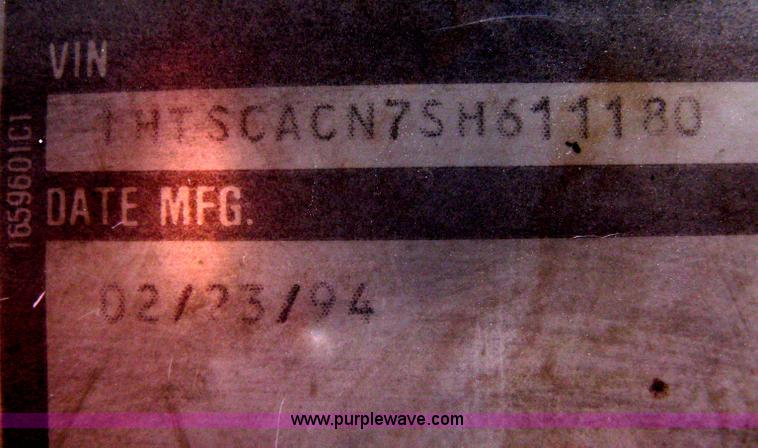 VIN
1HTSCACN7SH611180
DATE MFG.
02/23/94
1659601C1
www.purplewave.com